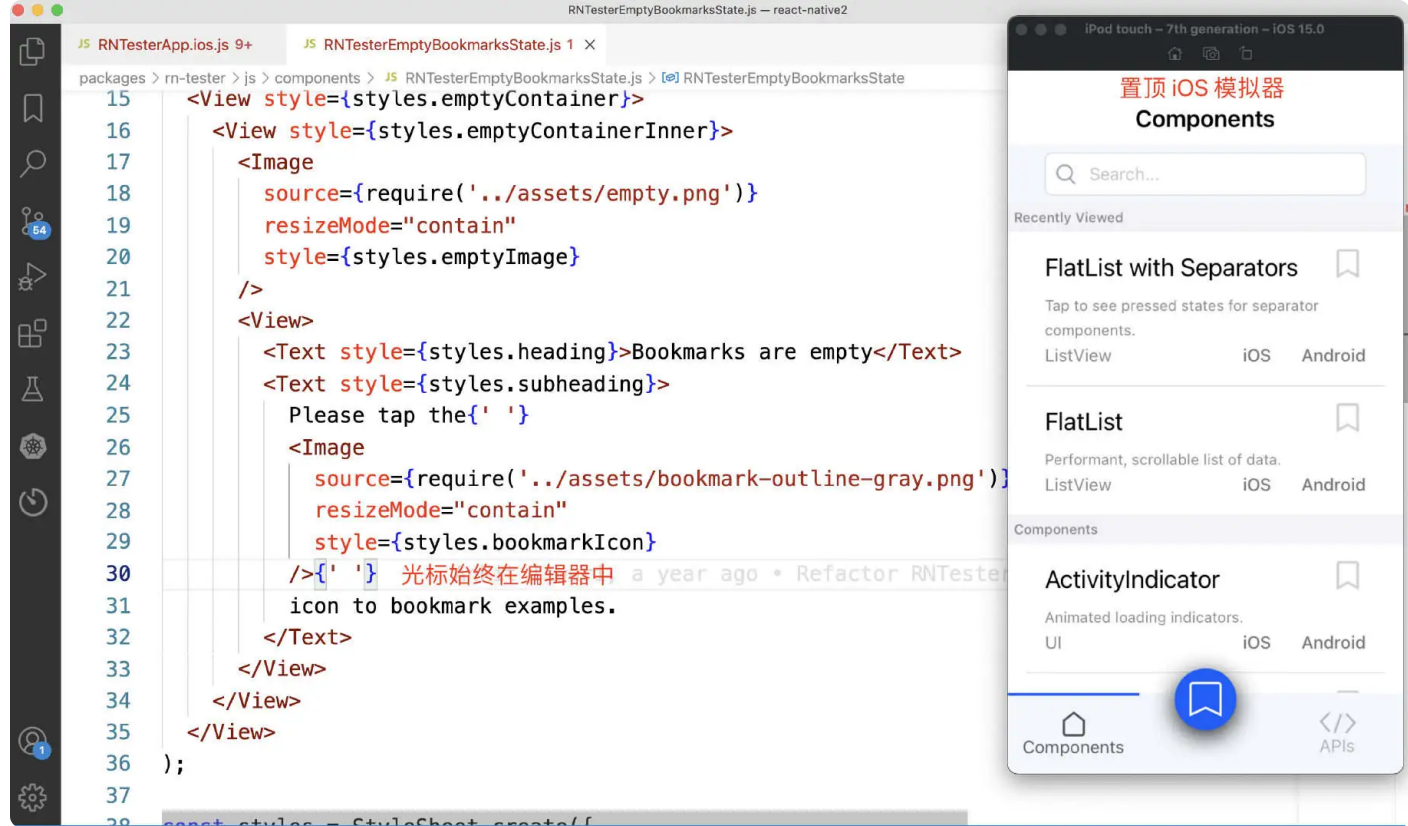 RNTesterEmptyBookmarksState.js — react-native2
JS RNTesterApp.ios.js 9+
JS RNTesterEmptyBookmarksState.js 1 ×
packages > rn-tester > js > components > JS RNTesterEmptyBookmarksState.js > RNTesterEmptyBookmarksState
15 <View style={styles.emptyContainer}>
16 <View style={styles.emptyContainerInner}>
17 <Image
18 source={require('../assets/empty.png')}
19 resizeMode="contain"
20 style={styles.emptyImage}
21 />
22 <View>
23 <Text style={styles.heading}>Bookmarks are empty</Text>
24 <Text style={styles.subheading}>
25 Please tap the{' '}
26 <Image
27 source={require('../assets/bookmark-outline-gray.png')}
28 resizeMode="contain"
29 style={styles.bookmarkIcon}
30 />{' '} 光标始终在编辑器中 a year ago • Refactor RNTester
31 icon to bookmark examples.
32 </Text>
33 </View>
34 </View>
35 </View>
36 );
37
38 const styles = StyleSheet.create({
54
1
iPod touch – 7th generation – iOS 15.0
置顶 iOS 模拟器
Components
Search...
Recently Viewed
FlatList with Separators
Tap to see pressed states for separator
components.
ListView iOS Android
FlatList
Performant, scrollable list of data.
ListView iOS Android
Components
ActivityIndicator
Animated loading indicators.
UI iOS Android
Components
</>
APIs